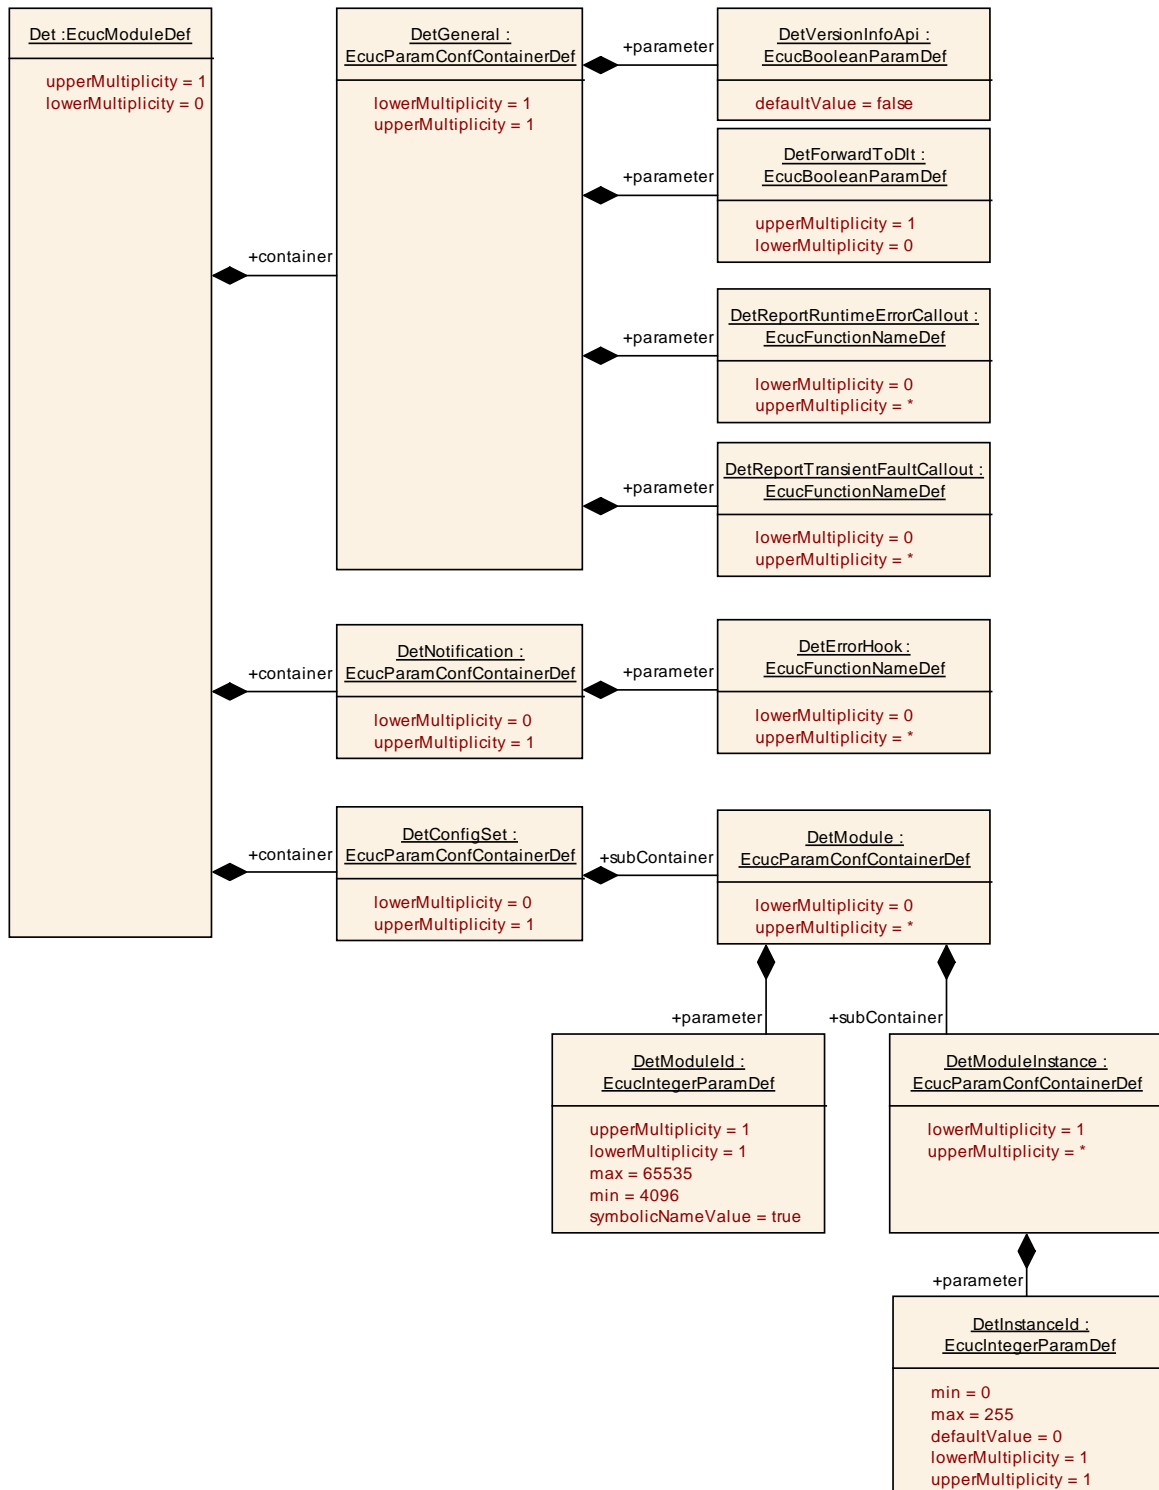 Det :EcucModuleDef
upperMultiplicity = 1
lowerMultiplicity = 0
+container
DetGeneral :
EcucParamConfContainerDef
lowerMultiplicity = 1
upperMultiplicity = 1
+parameter
DetVersionInfoApi :
EcucBooleanParamDef
defaultValue = false
+parameter
DetForwardToDlt :
EcucBooleanParamDef
upperMultiplicity = 1
lowerMultiplicity = 0
+parameter
DetReportRuntimeErrorCallout :
EcucFunctionNameDef
lowerMultiplicity = 0
upperMultiplicity = *
+parameter
DetReportTransientFaultCallout :
EcucFunctionNameDef
lowerMultiplicity = 0
upperMultiplicity = *
+container
DetNotification :
EcucParamConfContainerDef
lowerMultiplicity = 0
upperMultiplicity = 1
+parameter
DetErrorHook :
EcucFunctionNameDef
lowerMultiplicity = 0
upperMultiplicity = *
+container
DetConfigSet :
EcucParamConfContainerDef
lowerMultiplicity = 0
upperMultiplicity = 1
+subContainer
DetModule :
EcucParamConfContainerDef
lowerMultiplicity = 0
upperMultiplicity = *
+parameter
DetModuleId :
EcucIntegerParamDef
upperMultiplicity = 1
lowerMultiplicity = 1
max = 65535
min = 4096
symbolicNameValue = true
+subContainer
DetModuleInstance :
EcucParamConfContainerDef
lowerMultiplicity = 1
upperMultiplicity = *
+parameter
DetInstanceId :
EcucIntegerParamDef
min = 0
max = 255
defaultValue = 0
lowerMultiplicity = 1
upperMultiplicity = 1